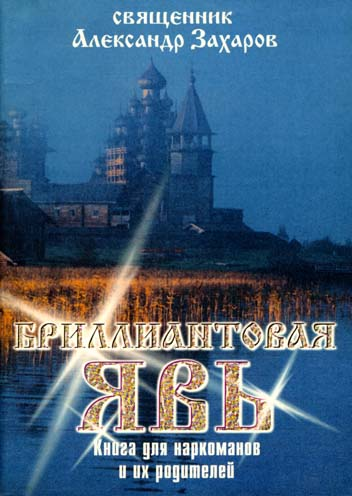 священник
Александр Захаров
БРИЛЛИАНТОВАЯ
ЯВЬ
Книга для наркоманов
и их родителей